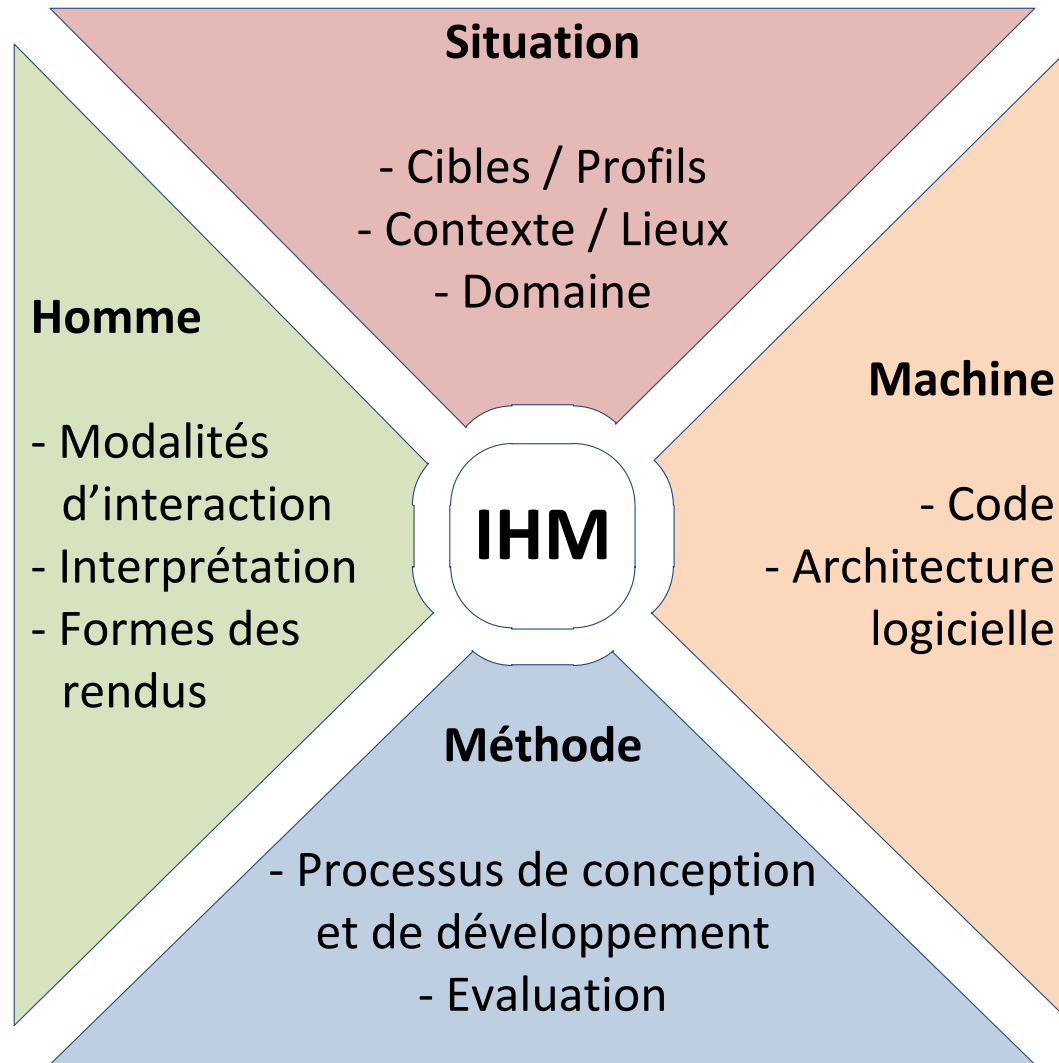 Situation
- Cibles / Profils
- Contexte / Lieux
- Domaine
Homme
- Modalités
d’interaction
- Interprétation
- Formes des
rendus
IHM
Machine
- Code
- Architecture
logicielle
Méthode
- Processus de conception
et de développement
- Evaluation